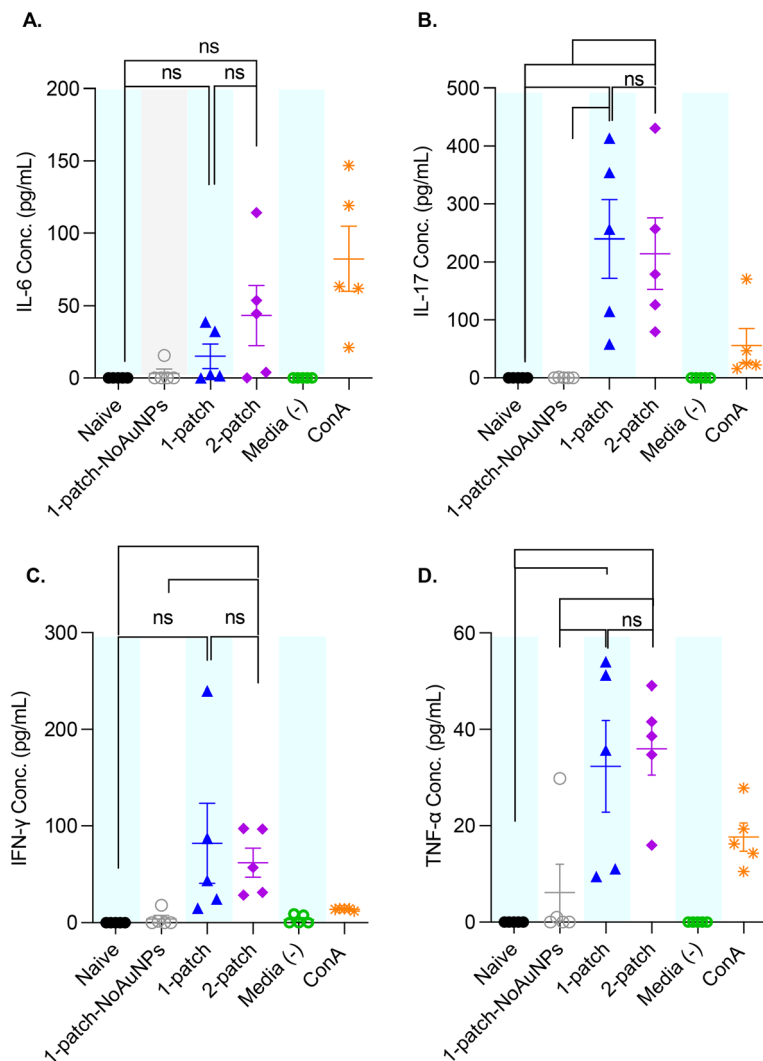 A.
ns
ns
ns
200
150
100
50
0
IL-6 Conc. (pg/mL)
Naive
1-patch-NoAuNPs
1-patch
2-patch
Media (-)
ConA
B.
ns
500
400
300
200
100
0
IL-17 Conc. (pg/mL)
Naive
1-patch-NoAuNPs
1-patch
2-patch
Media (-)
ConA
C.
ns
ns
300
200
100
0
IFN-γ Conc. (pg/mL)
Naive
1-patch-NoAuNPs
1-patch
2-patch
Media (-)
ConA
D.
ns
60
40
20
0
TNF-α Conc. (pg/mL)
Naive
1-patch-NoAuNPs
1-patch
2-patch
Media (-)
ConA